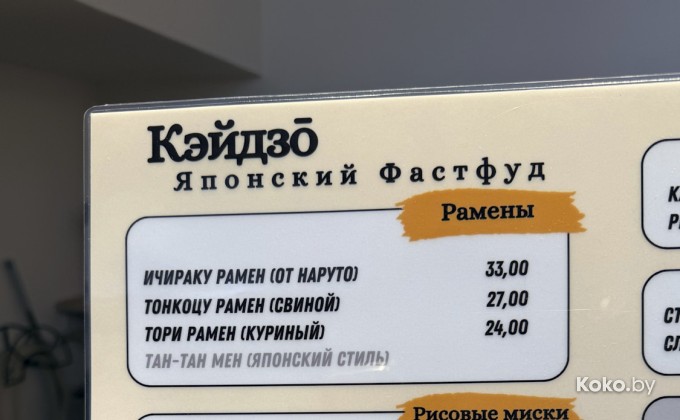 Кэйдзō
Японский Фастфуд
Рамены
ИЧИРАКУ РАМЕН (ОТ НАРУТО) 33,00
ТОНКОЦУ РАМЕН (СВИНОЙ) 27,00
ТОРИ РАМЕН (КУРИНЫЙ) 24,00
ТАН-ТАН МЕН (ЯПОНСКИЙ СТИЛЬ)
Рисовые миски
Koko.by